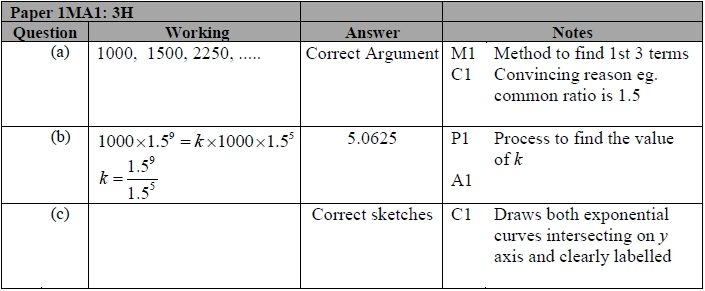 Paper 1MA1: 3H
Question Working Answer Notes
(a) 1000, 1500, 2250, ..... Correct Argument M1 Method to find 1st 3 terms
C1 Convincing reason eg.
common ratio is 1.5
(b) 1000×1.5⁹ = k×1000×1.5⁵ 5.0625 P1 Process to find the value
of k
k = 1.5⁹/1.5⁵
A1
(c) Correct sketches C1 Draws both exponential
curves intersecting on y
axis and clearly labelled